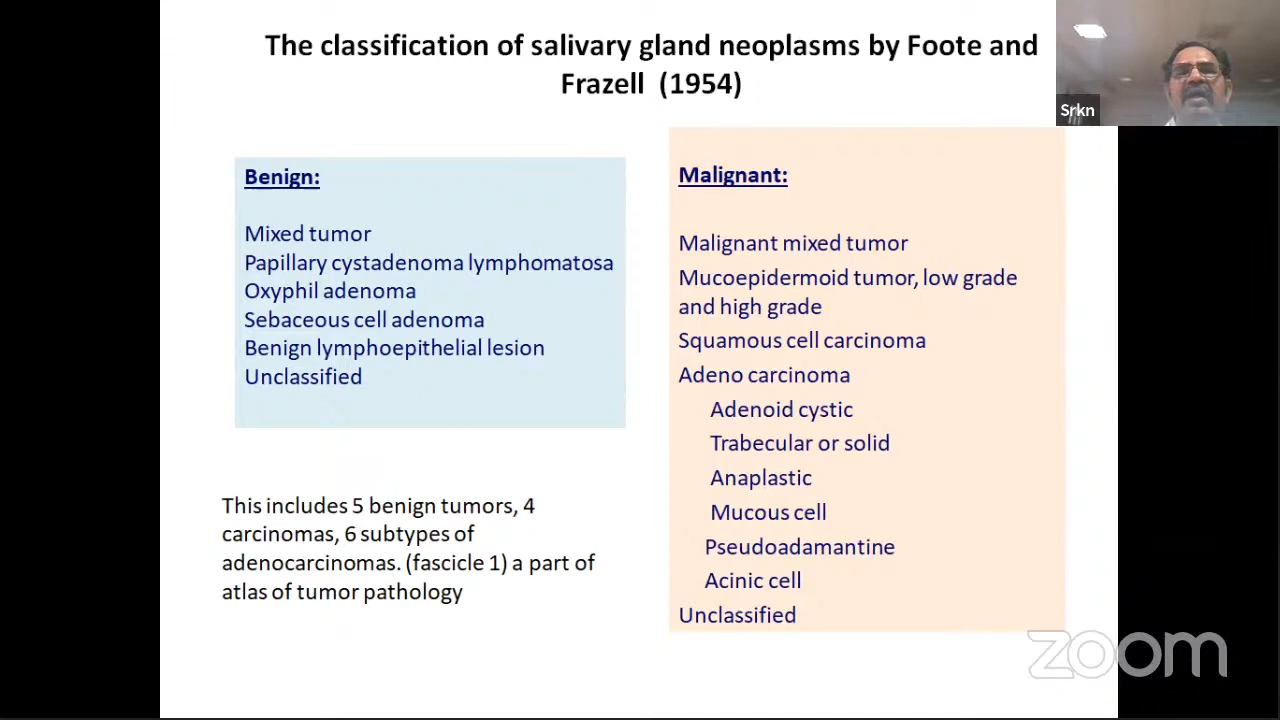 The classification of salivary gland neoplasms by Foote and
Frazell (1954)
Srkn
Benign:
Mixed tumor
Papillary cystadenoma lymphomatosa
Oxyphil adenoma
Sebaceous cell adenoma
Benign lymphoepithelial lesion
Unclassified
This includes 5 benign tumors, 4
carcinomas, 6 subtypes of
adenocarcinomas. (fascicle 1) a part of
atlas of tumor pathology
Malignant:
Malignant mixed tumor
Mucoepidermoid tumor, low grade
and high grade
Squamous cell carcinoma
Adeno carcinoma
Adenoid cystic
Trabecular or solid
Anaplastic
Mucous cell
Pseudoadamantine
Acinic cell
Unclassified
zoom